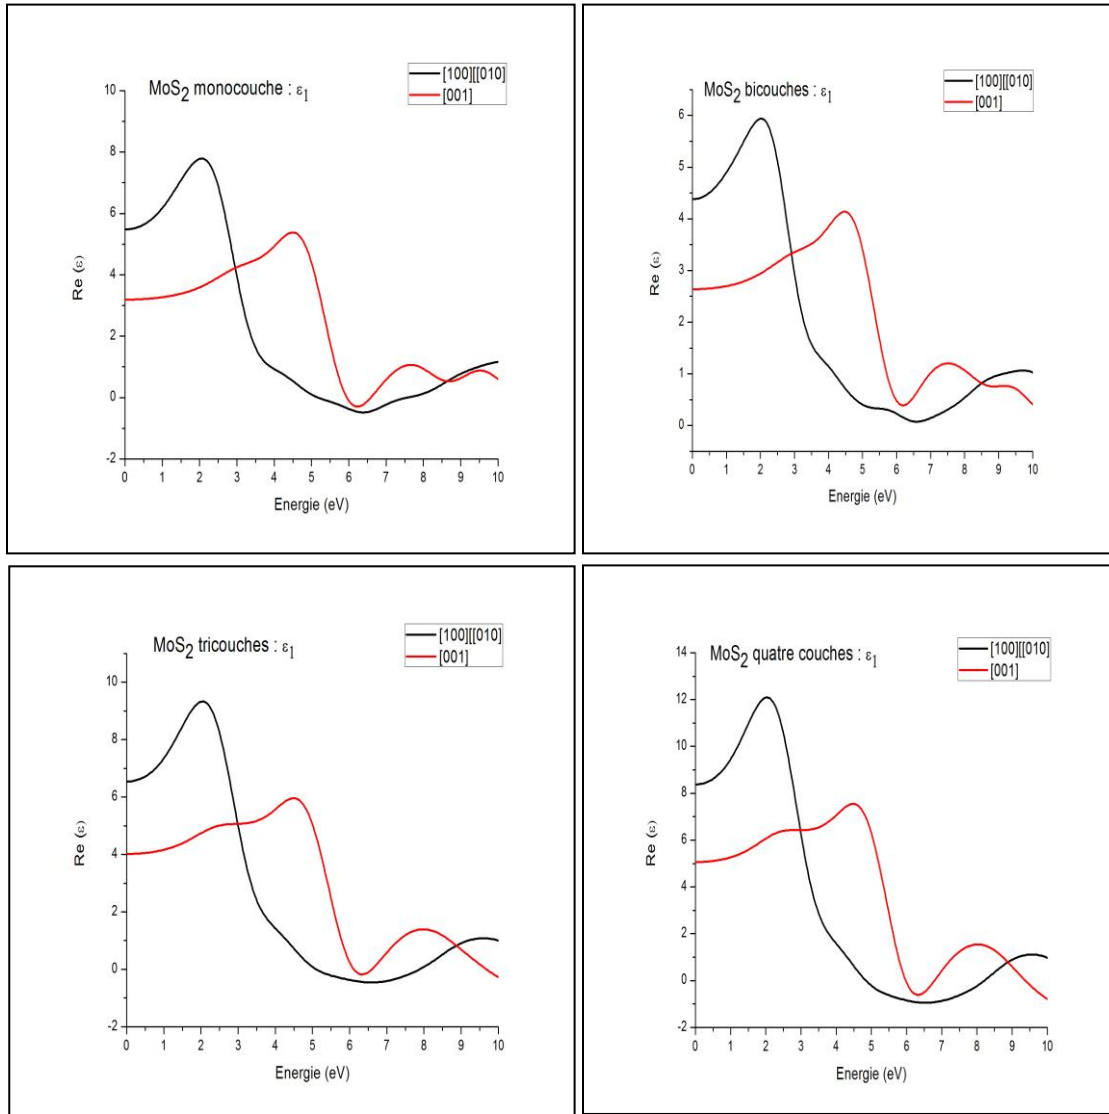 MoS2 monocouche : ε1
[100][[010]
[001]
Re (ε)
10
8
6
4
2
0
-2
0 1 2 3 4 5 6 7 8 9 10
Energie (eV)
MoS2 bicouches : ε1
[100][[010]
[001]
Re (ε)
6
5
4
3
2
1
0
0 1 2 3 4 5 6 7 8 9 10
Energie (eV)
MoS2 tricouches : ε1
[100][[010]
[001]
Re (ε)
10
8
6
4
2
0
-2
0 1 2 3 4 5 6 7 8 9 10
Energie (eV)
MoS2 quatre couches : ε1
[100][[010]
[001]
Re (ε)
14
12
10
8
6
4
2
0
-2
0 1 2 3 4 5 6 7 8 9 10
Energie (eV)